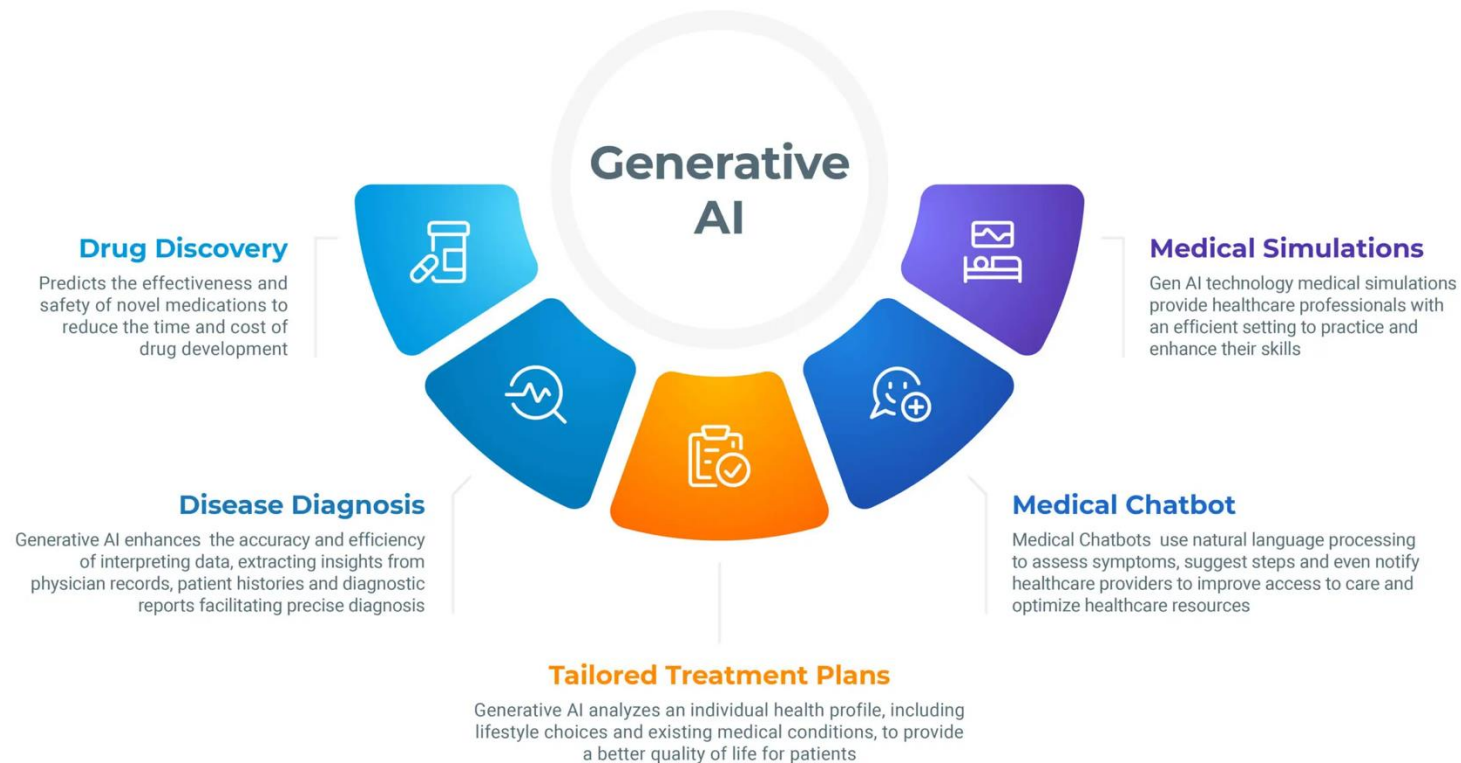 Generative
AI
Drug Discovery
Predicts the effectiveness and
safety of novel medications to
reduce the time and cost of
drug development
Disease Diagnosis
Generative AI enhances the accuracy and efficiency
of interpreting data, extracting insights from
physician records, patient histories and diagnostic
reports facilitating precise diagnosis
Tailored Treatment Plans
Generative AI analyzes an individual health profile, including
lifestyle choices and existing medical conditions, to provide
a better quality of life for patients
Medical Chatbot
Medical Chatbots use natural language processing
to assess symptoms, suggest steps and even notify
healthcare providers to improve access to care and
optimize healthcare resources
Medical Simulations
Gen AI technology medical simulations
provide healthcare professionals with
an efficient setting to practice and
enhance their skills